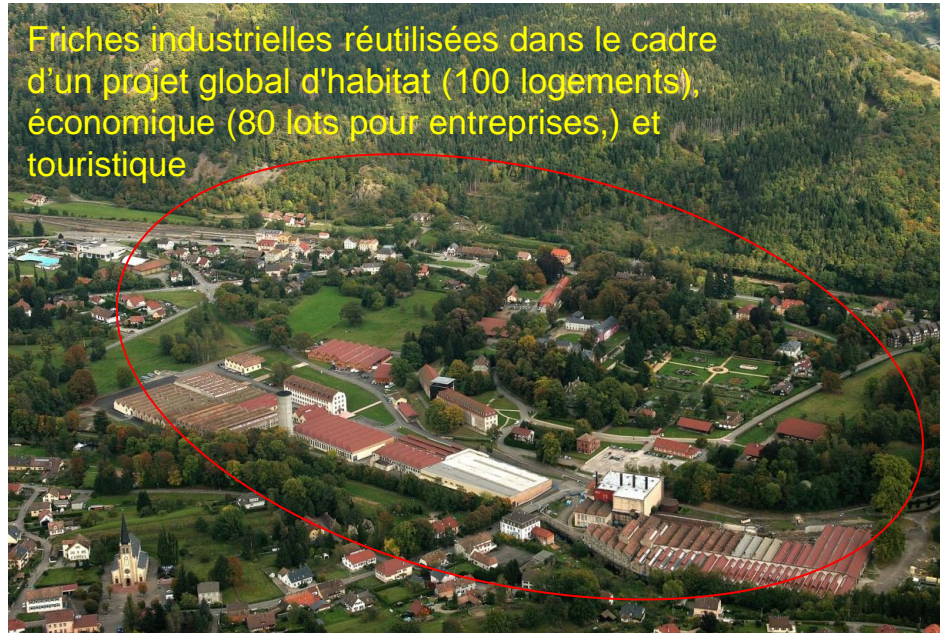 Friches industrielles réutilisées dans le cadre
d’un projet global d'habitat (100 logements),
économique (80 lots pour entreprises,) et
touristique